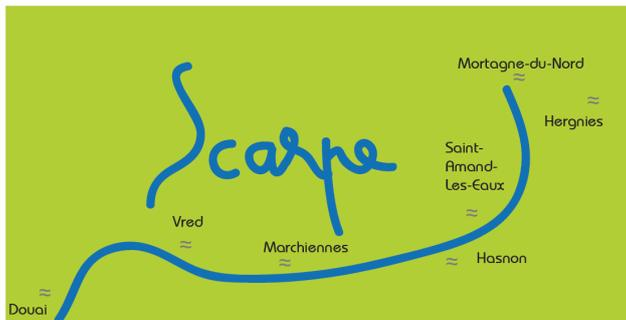 Mortagne-du-Nord
Hergnies
Scarpe
Saint-
Amand-
Les-Eaux
Vred
Marchiennes
Hasnon
Douai